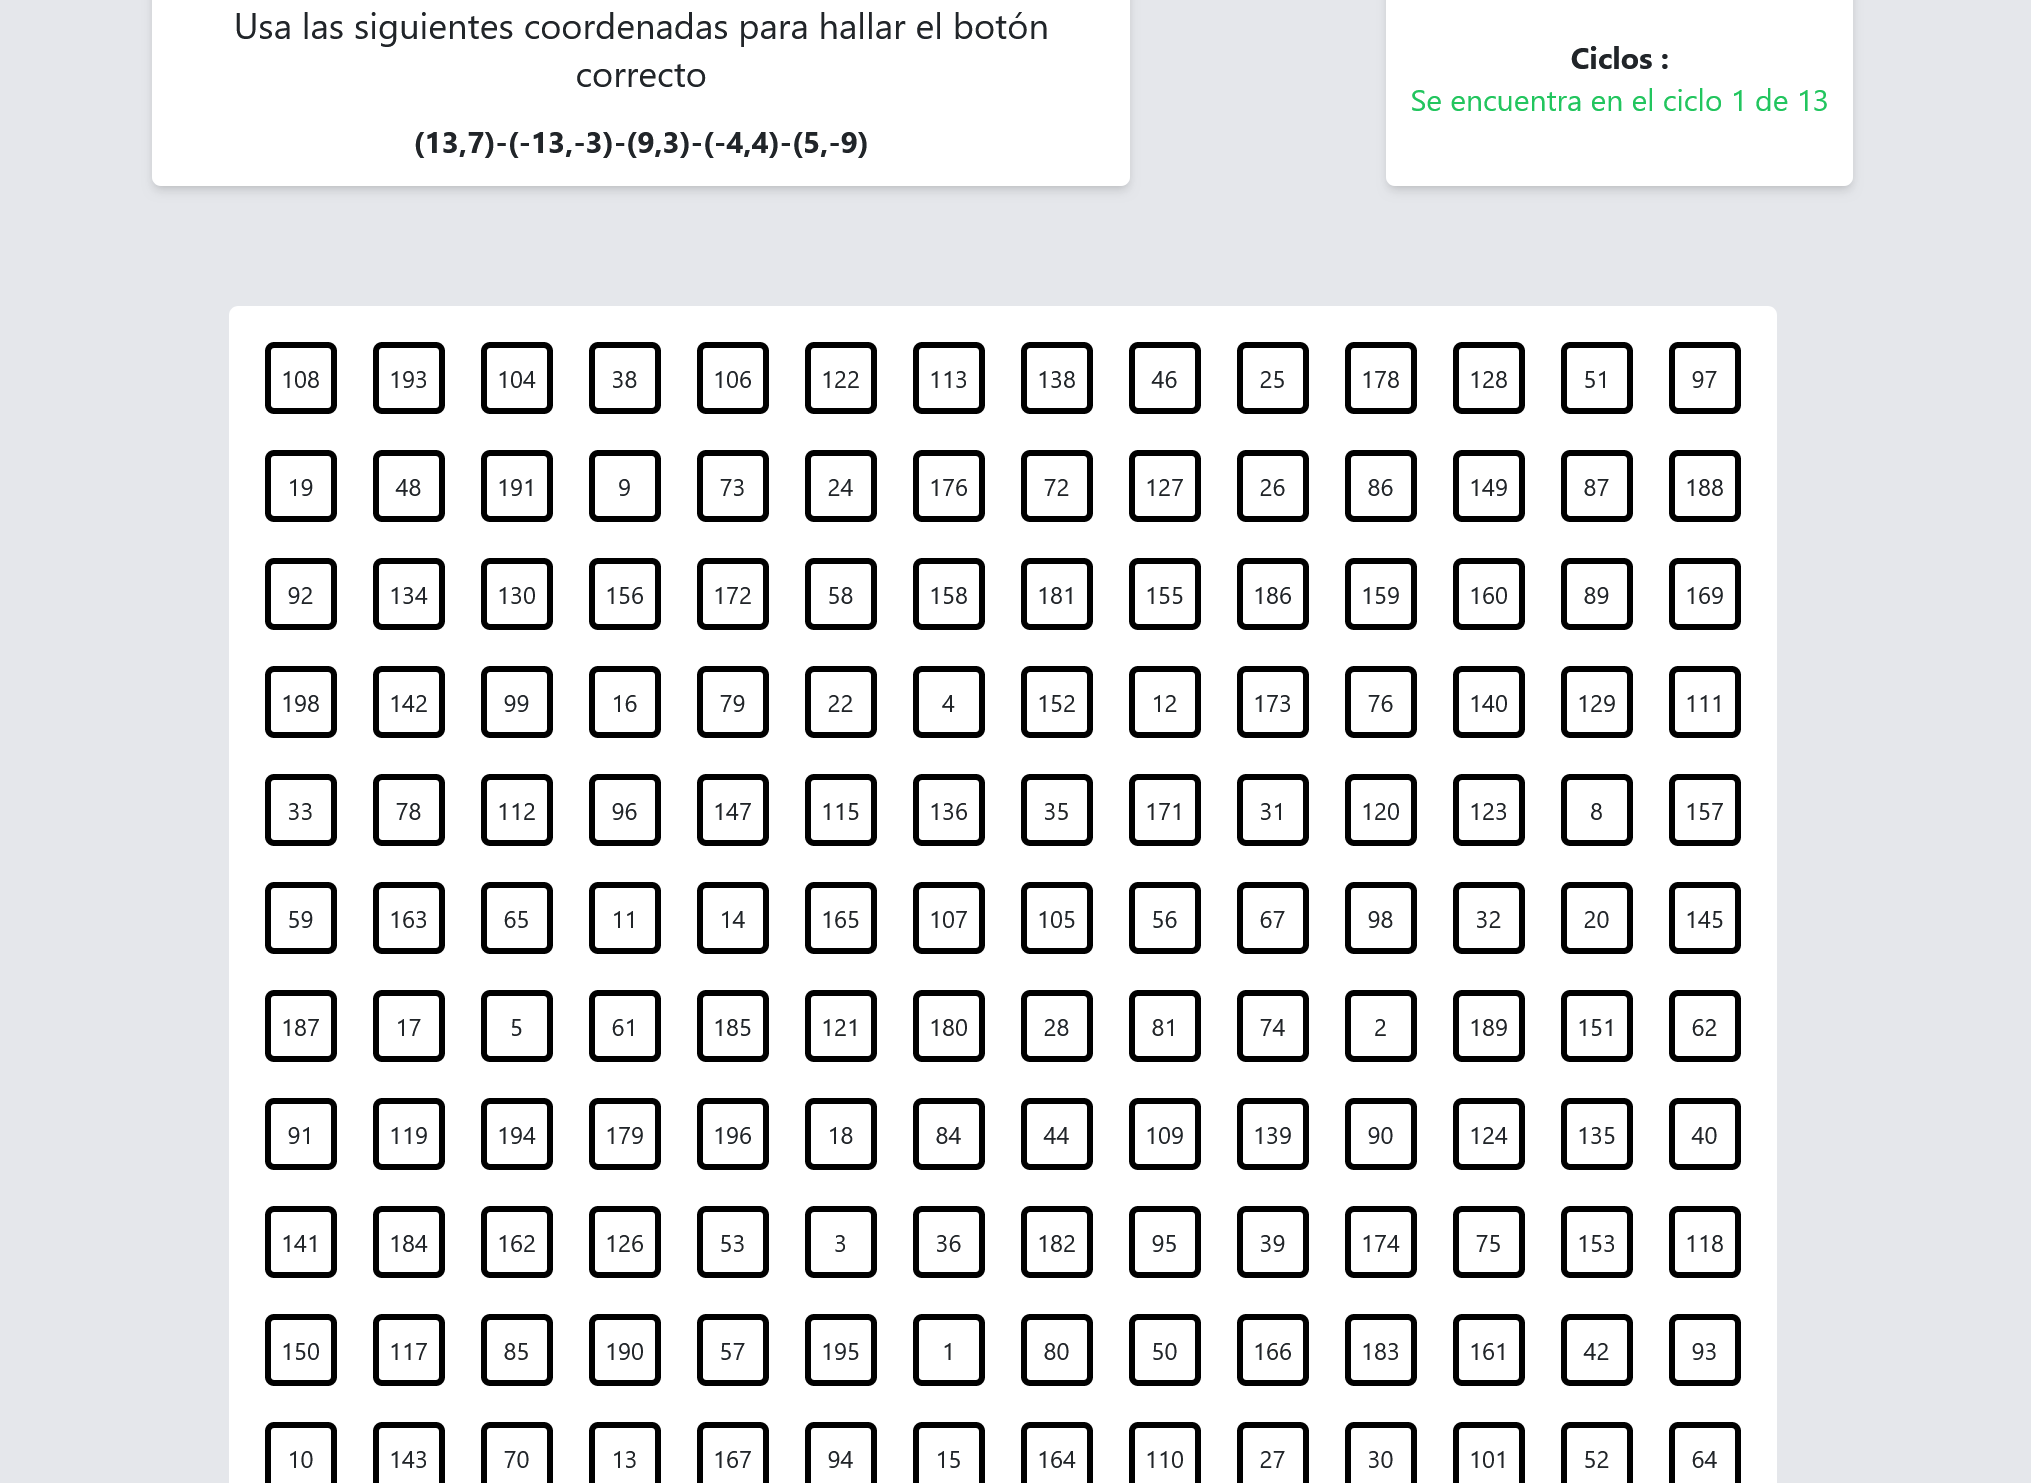 Usa las siguientes coordenadas para hallar el botón
correcto
(13,7)-(-13,-3)-(9,3)-(-4,4)-(5,-9)
Ciclos :
Se encuentra en el ciclo 1 de 13
108 193 104 38 106 122 113 138 46 25 178 128 51 97
19 48 191 9 73 24 176 72 127 26 86 149 87 188
92 134 130 156 172 58 158 181 155 186 159 160 89 169
198 142 99 16 79 22 4 152 12 173 76 140 129 111
33 78 112 96 147 115 136 35 171 31 120 123 8 157
59 163 65 11 14 165 107 105 56 67 98 32 20 145
187 17 5 61 185 121 180 28 81 74 2 189 151 62
91 119 194 179 196 18 84 44 109 139 90 124 135 40
141 184 162 126 53 3 36 182 95 39 174 75 153 118
150 117 85 190 57 195 1 80 50 166 183 161 42 93
10 143 70 13 167 94 15 164 110 27 30 101 52 64